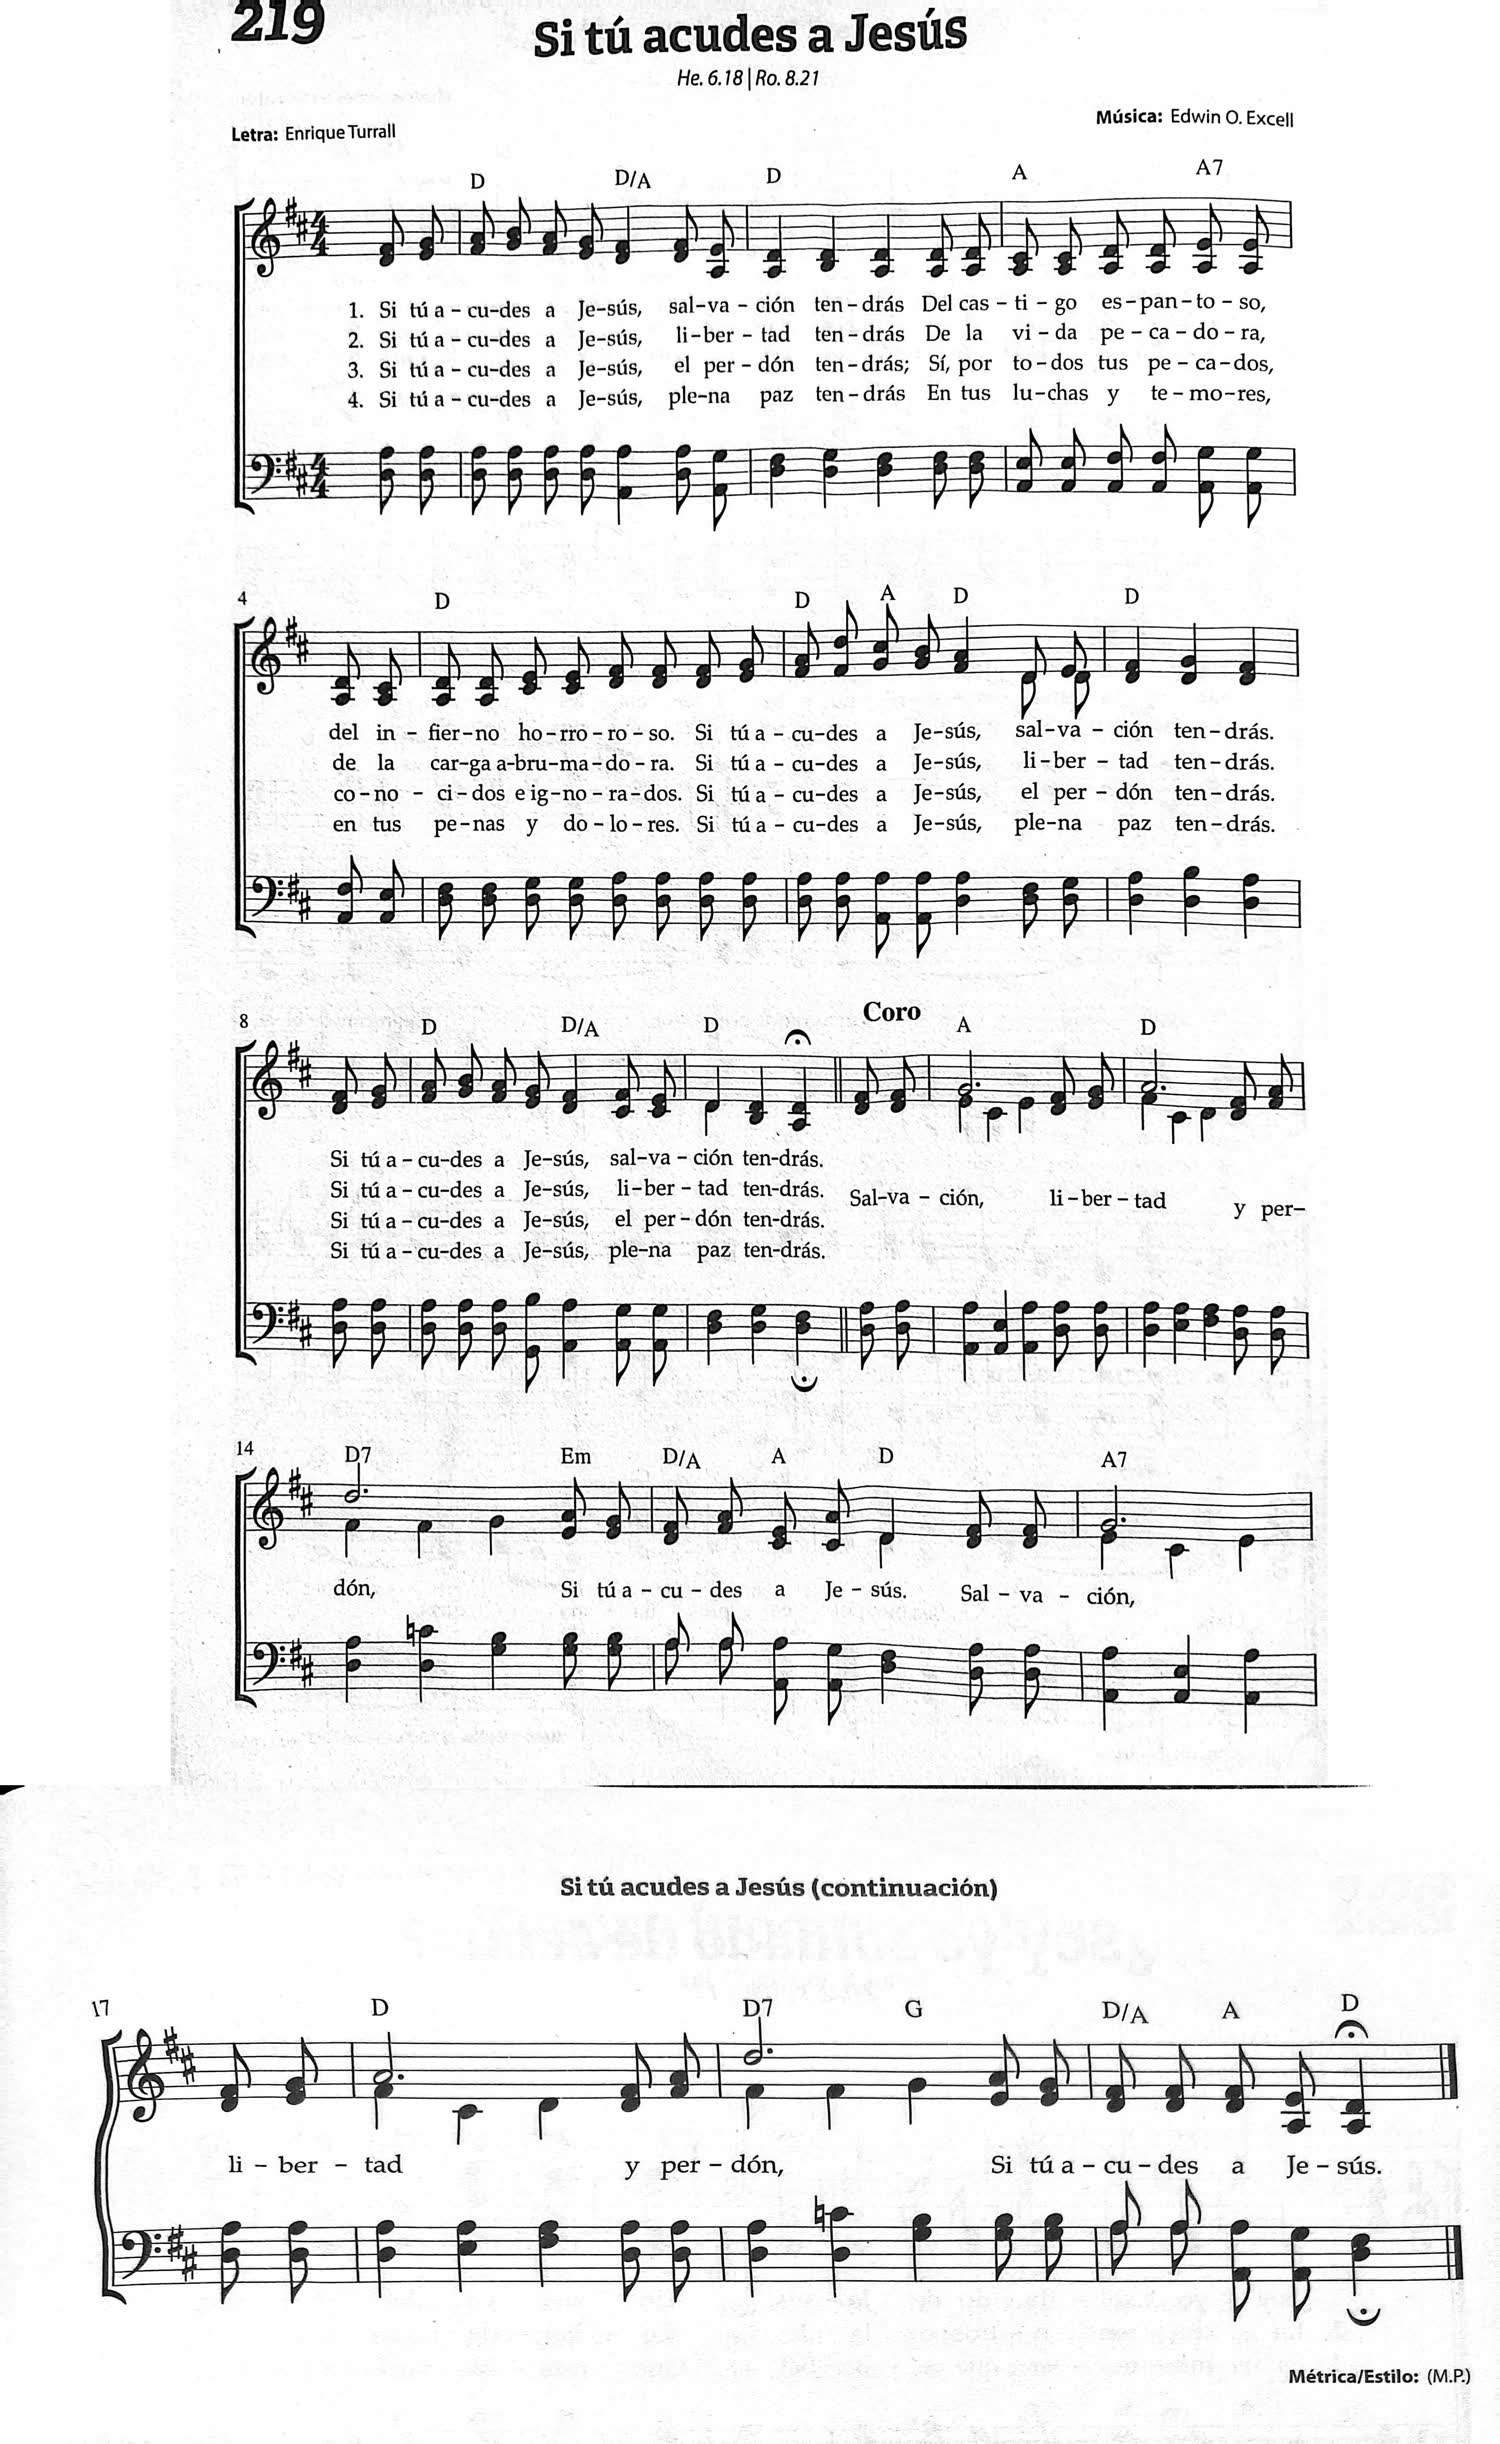 219
Si tú acudes a Jesús
He. 6.18 | Ro. 8.21
Letra: Enrique Turrall
Música: Edwin O. Excell
D D/A D A A7
4
4
1. Si tú a – cu–des a Je–sús, sal–va – ción ten–drás Del cas – ti – go es–pan–to – so,
2. Si tú a – cu–des a Je–sús, li–ber – tad ten–drás De la vi – da pe – ca – do – ra,
3. Si tú a – cu–des a Je–sús, el per – dón ten–drás; Sí, por to – dos tus pe – ca – dos,
4. Si tú a – cu–des a Je–sús, ple–na paz ten–drás En tus lu–chas y te – mo – res,
4
4
4
D D A D D
del in – fier–no ho–rro–ro – so. Si tú a – cu–des a Je–sús, sal–va – ción ten–drás.
de la car–ga a–bru–ma–do – ra. Si tú a – cu–des a Je–sús, li–ber – tad ten–drás.
co–no – ci–dos e ig–no – ra–dos. Si tú a – cu–des a Je–sús, el per – dón ten–drás.
en tus pe–nas y do–lo – res. Si tú a – cu–des a Je–sús, ple–na paz ten–drás.
8
D D/A D Coro A D
Si tú a – cu–des a Je–sús, sal–va – ción ten–drás.
Si tú a – cu–des a Je–sús, li–ber – tad ten–drás. Sal–va – ción, li–ber – tad y per–
Si tú a – cu–des a Je–sús, el per – dón ten–drás.
Si tú a – cu–des a Je–sús, ple–na paz ten–drás.
14
D7 Em D/A A D A7
dón, Si tú a – cu – des a Je – sús. Sal – va – ción,
Si tú acudes a Jesús (continuación)
17
D D7 G D/A A D
li – ber – tad y per – dón, Si tú a – cu – des a Je – sús.
Métrica/Estilo: (M.P.)